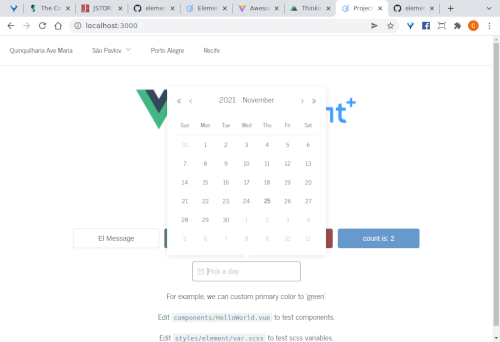 The Co
JSTOR:
elemen
Eleme
Aweso
Thinki
Projec
elemen
localhost:3000
Quinquilharia Ave Maria
São Pavlov
Porto Alegre
Recife
nt+
2021 November
Sun Mon Tue Wed Thu Fri Sat
31 1 2 3 4 5 6
7 8 9 10 11 12 13
14 15 16 17 18 19 20
21 22 23 24 25 26 27
28 29 30 1 2 3 4
5 6 7 8 9 10 11
El Message
count is: 2
Pick a day
For example, we can custom primary color to 'green'.
Edit components/HelloWorld.vue to test components.
Edit styles/element/var.scss to test scss variables.